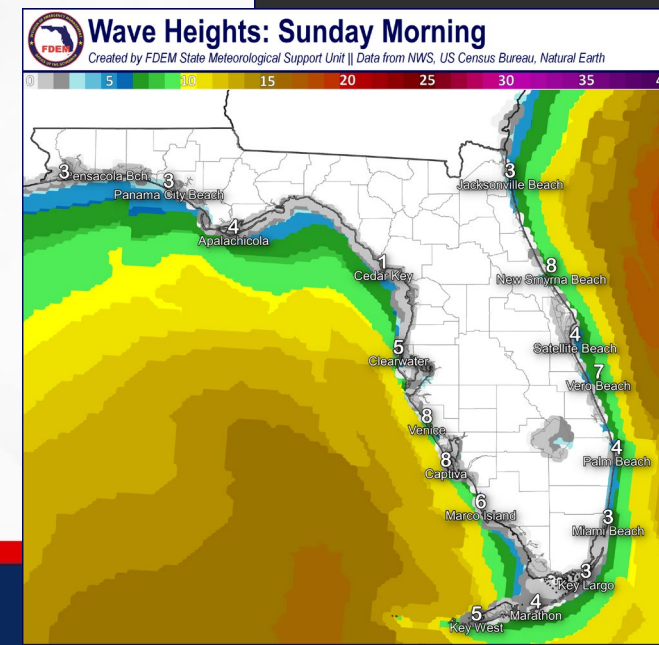 FDEM
Wave Heights: Sunday Morning
Created by FDEM State Meteorological Support Unit || Data from NWS, US Census Bureau, Natural Earth
0 5 10 15 20 25 30 35 4
3
Pensacola Bch.
3
Panama City Beach
4
Apalachicola
3
Jacksonville Beach
1
Cedar Key
8
New Smyrna Beach
5
Clearwater
4
Satellite Beach
7
Vero Beach
8
Venice
8
Captiva
4
Palm Beach
6
Marco Island
3
Miami Beach
3
Key Largo
4
Marathon
5
Key West